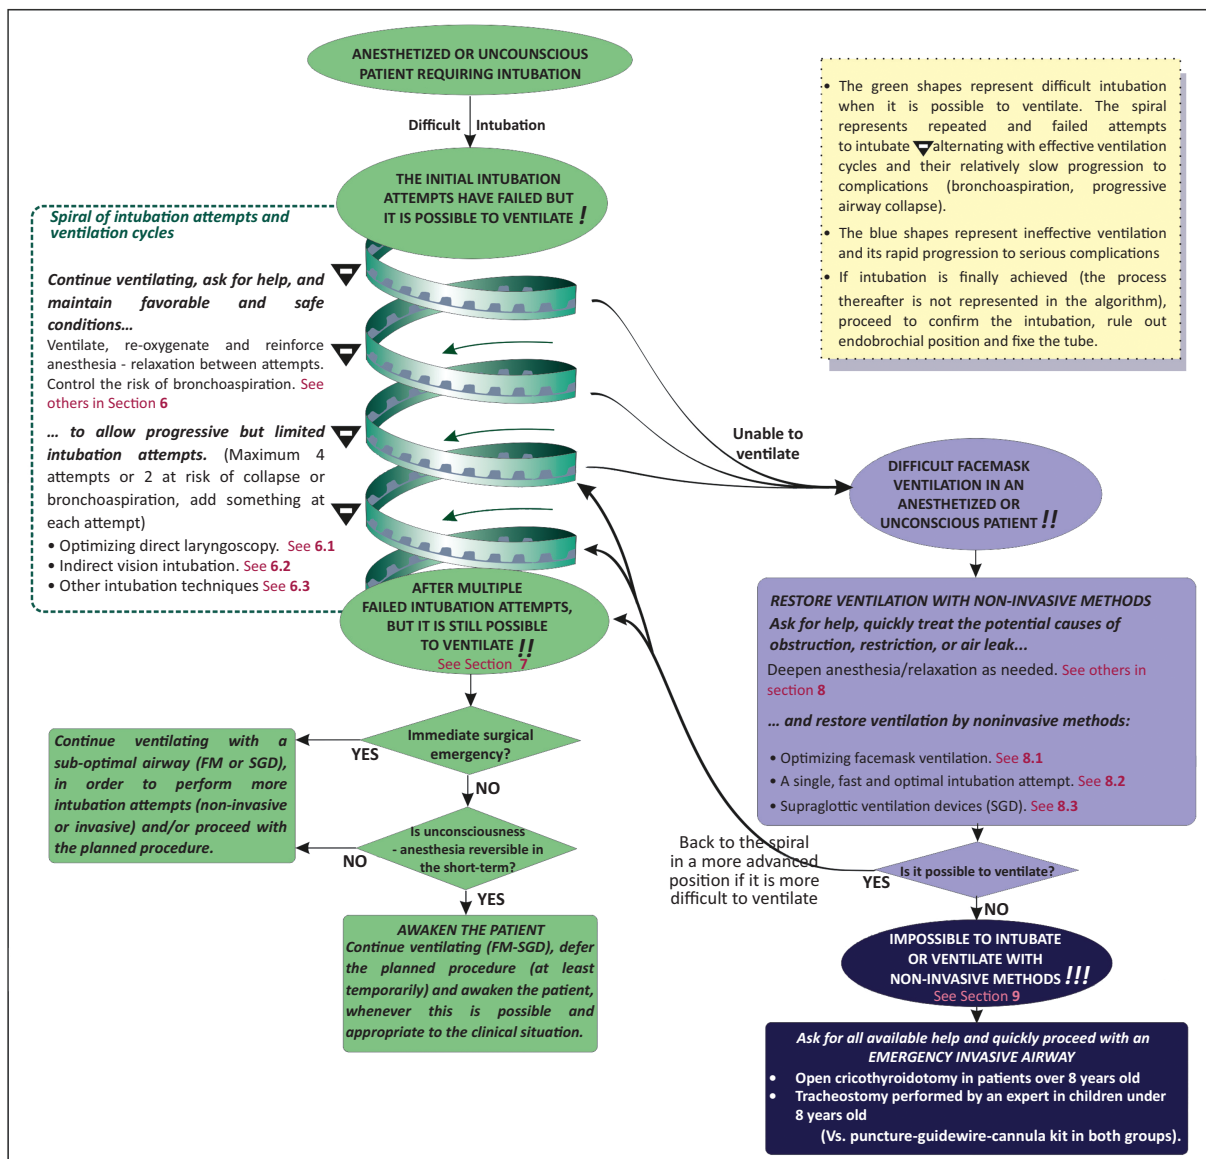 ANESTHETIZED OR UNCOUNSCIOUS
PATIENT REQUIRING INTUBATION
Difficult Intubation
THE INITIAL INTUBATION
ATTEMPTS HAVE FAILED BUT
IT IS POSSIBLE TO VENTILATE !
• The green shapes represent difficult intubation
when it is possible to ventilate. The spiral
represents repeated and failed attempts
to intubate alternating with effective ventilation
cycles and their relatively slow progression to
complications (bronchoaspiration, progressive
airway collapse).
• The blue shapes represent ineffective ventilation
and its rapid progression to serious complications
• If intubation is finally achieved (the process
thereafter is not represented in the algorithm),
proceed to confirm the intubation, rule out
endobrochial position and fixe the tube.
Spiral of intubation attempts and
ventilation cycles
Continue ventilating, ask for help, and
maintain favorable and safe
conditions...
Ventilate, re-oxygenate and reinforce
anesthesia - relaxation between attempts.
Control the risk of bronchoaspiration. See
others in Section 6
... to allow progressive but limited
intubation attempts. (Maximum 4
attempts or 2 at risk of collapse or
bronchoaspiration, add something at
each attempt)
• Optimizing direct laryngoscopy. See 6.1
• Indirect vision intubation. See 6.2
• Other intubation techniques See 6.3
Unable to
ventilate
DIFFICULT FACEMASK
VENTILATION IN AN
ANESTHETIZED OR
UNCONSCIOUS PATIENT !!
AFTER MULTIPLE
FAILED INTUBATION ATTEMPTS,
BUT IT IS STILL POSSIBLE
TO VENTILATE !!
See Section 7
RESTORE VENTILATION WITH NON-INVASIVE METHODS
Ask for help, quickly treat the potential causes of
obstruction, restriction, or air leak...
Deepen anesthesia/relaxation as needed. See others in
section 8
... and restore ventilation by noninvasive methods:
• Optimizing facemask ventilation. See 8.1
• A single, fast and optimal intubation attempt. See 8.2
• Supraglottic ventilation devices (SGD). See 8.3
Immediate surgical
emergency?
YES
NO
Continue ventilating with a
sub-optimal airway (FM or SGD),
in order to perform more
intubation attempts (non-invasive
or invasive) and/or proceed with
the planned procedure.
Is unconsciousness
- anesthesia reversible in
the short-term?
NO
YES
Back to the spiral
in a more advanced
position if it is more
difficult to ventilate
Is it possible to ventilate?
YES
NO
AWAKEN THE PATIENT
Continue ventilating (FM-SGD), defer
the planned procedure (at least
temporarily) and awaken the patient,
whenever this is possible and
appropriate to the clinical situation.
IMPOSSIBLE TO INTUBATE
OR VENTILATE WITH
NON-INVASIVE METHODS !!!
See Section 9
Ask for all available help and quickly proceed with an
EMERGENCY INVASIVE AIRWAY
• Open cricothyroidotomy in patients over 8 years old
• Tracheostomy performed by an expert in children under
8 years old
(Vs. puncture-guidewire-cannula kit in both groups).